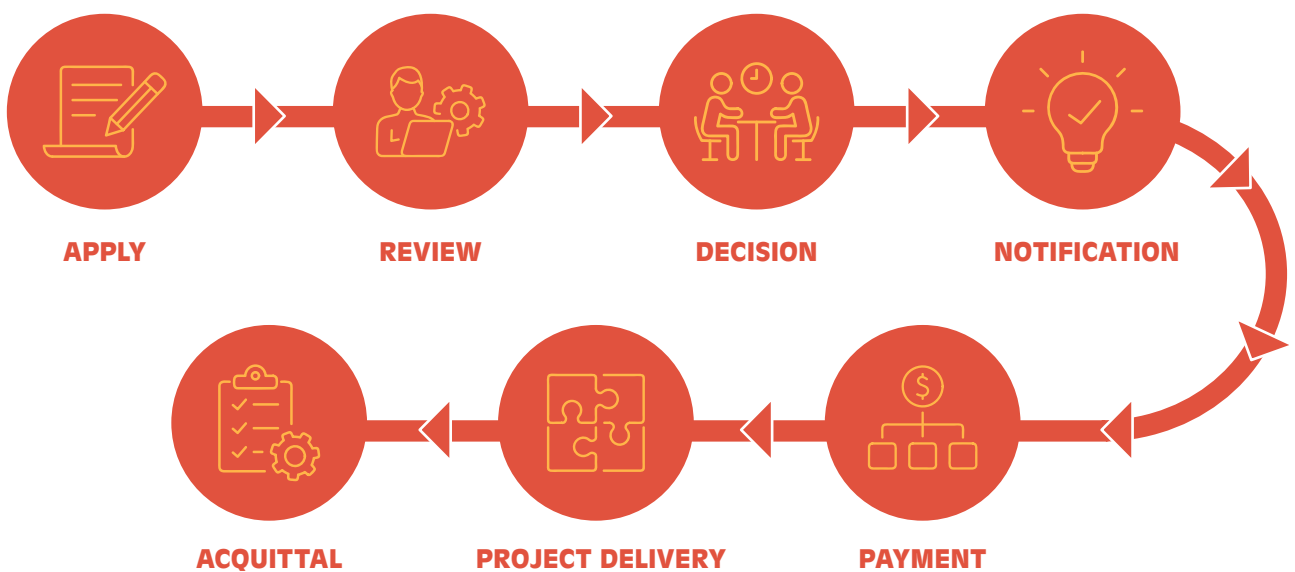 APPLY
REVIEW
DECISION
NOTIFICATION
$
PAYMENT
PROJECT DELIVERY
ACQUITTAL